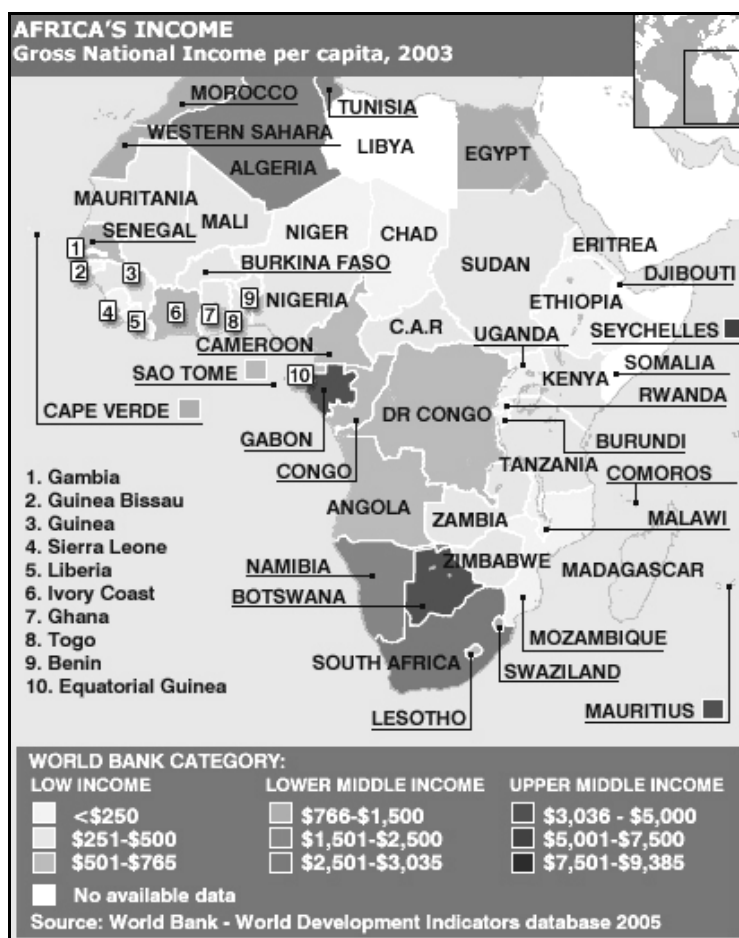 AFRICA'S INCOME
Gross National Income per capita, 2003
MOROCCO
TUNISIA
WESTERN SAHARA
LIBYA
EGYPT
ALGERIA
MAURITANIA
MALI
NIGER
CHAD
SENEGAL
SUDAN
ERITREA
1
BURKINA FASO
DJIBOUTI
2
3
9
NIGERIA
ETHIOPIA
4
5
6
7
8
C.A.R
UGANDA
SEYCHELLES
CAMEROON
SAO TOME
10
KENYA
SOMALIA
RWANDA
CAPE VERDE
DR CONGO
GABON
BURUNDI
CONGO
TANZANIA
COMOROS
1. Gambia
2. Guinea Bissau
3. Guinea
4. Sierra Leone
5. Liberia
6. Ivory Coast
7. Ghana
8. Togo
9. Benin
10. Equatorial Guinea
ANGOLA
ZAMBIA
MALAWI
NAMIBIA
ZIMBABWE
MADAGASCAR
BOTSWANA
MOZAMBIQUE
SOUTH AFRICA
SWAZILAND
LESOTHO
MAURITIUS
WORLD BANK CATEGORY:
LOW INCOME
<$250
$251-$500
$501-$765
LOWER MIDDLE INCOME
$766-$1,500
$1,501-$2,500
$2,501-$3,035
UPPER MIDDLE INCOME
$3,036 - $5,000
$5,001-$7,500
$7,501-$9,385
No available data
Source: World Bank - World Development Indicators database 2005